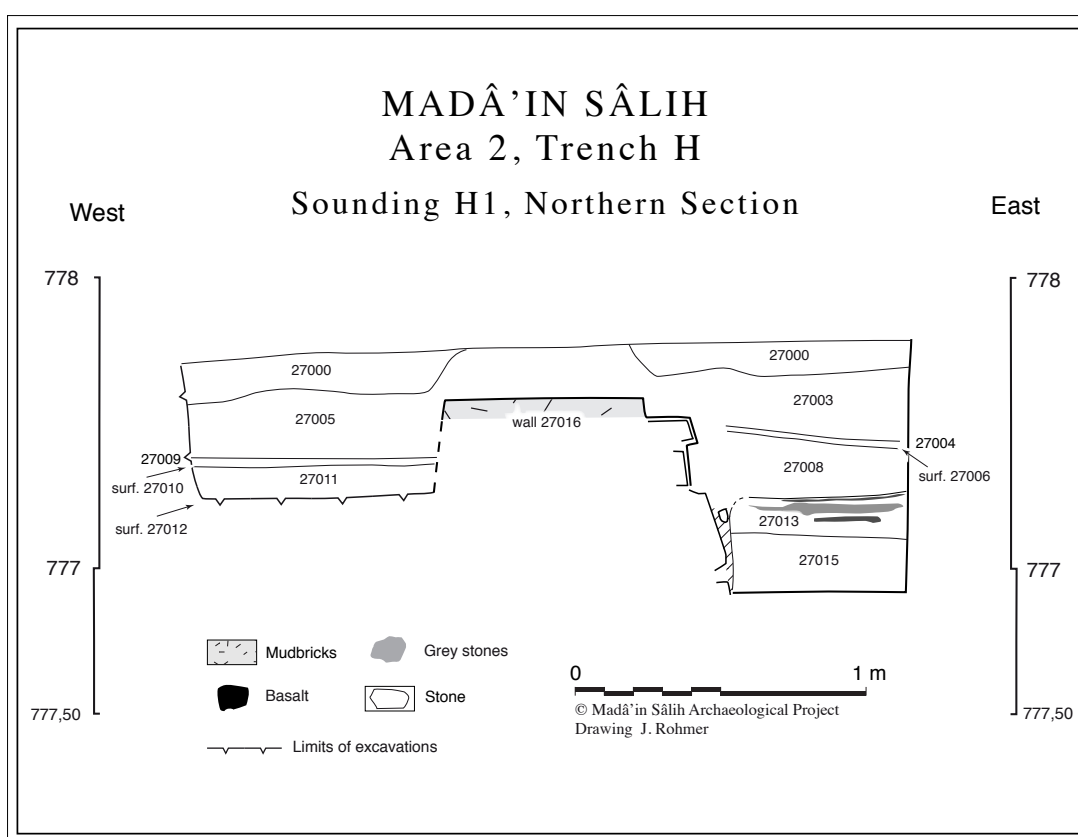 MADÂ’IN SÂLIH
Area 2, Trench H
Sounding H1, Northern Section
West
East
778
778
27000
27000
27005
27003
wall 27016
27009
27004
27011
27008
surf. 27010
surf. 27006
surf. 27012
27013
27015
777
777
Mudbricks
Grey stones
Basalt
Stone
0
1 m
© Madâ’in Sâlih Archaeological Project
Drawing J. Rohmer
777,50
777,50
Limits of excavations